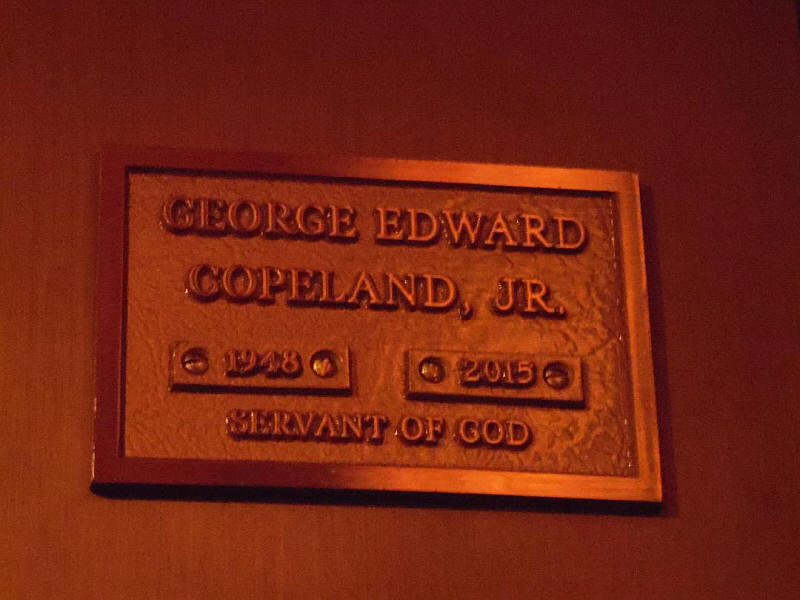 GEORGE EDWARD
COPELAND, JR.
1948 2015
SERVANT OF GOD